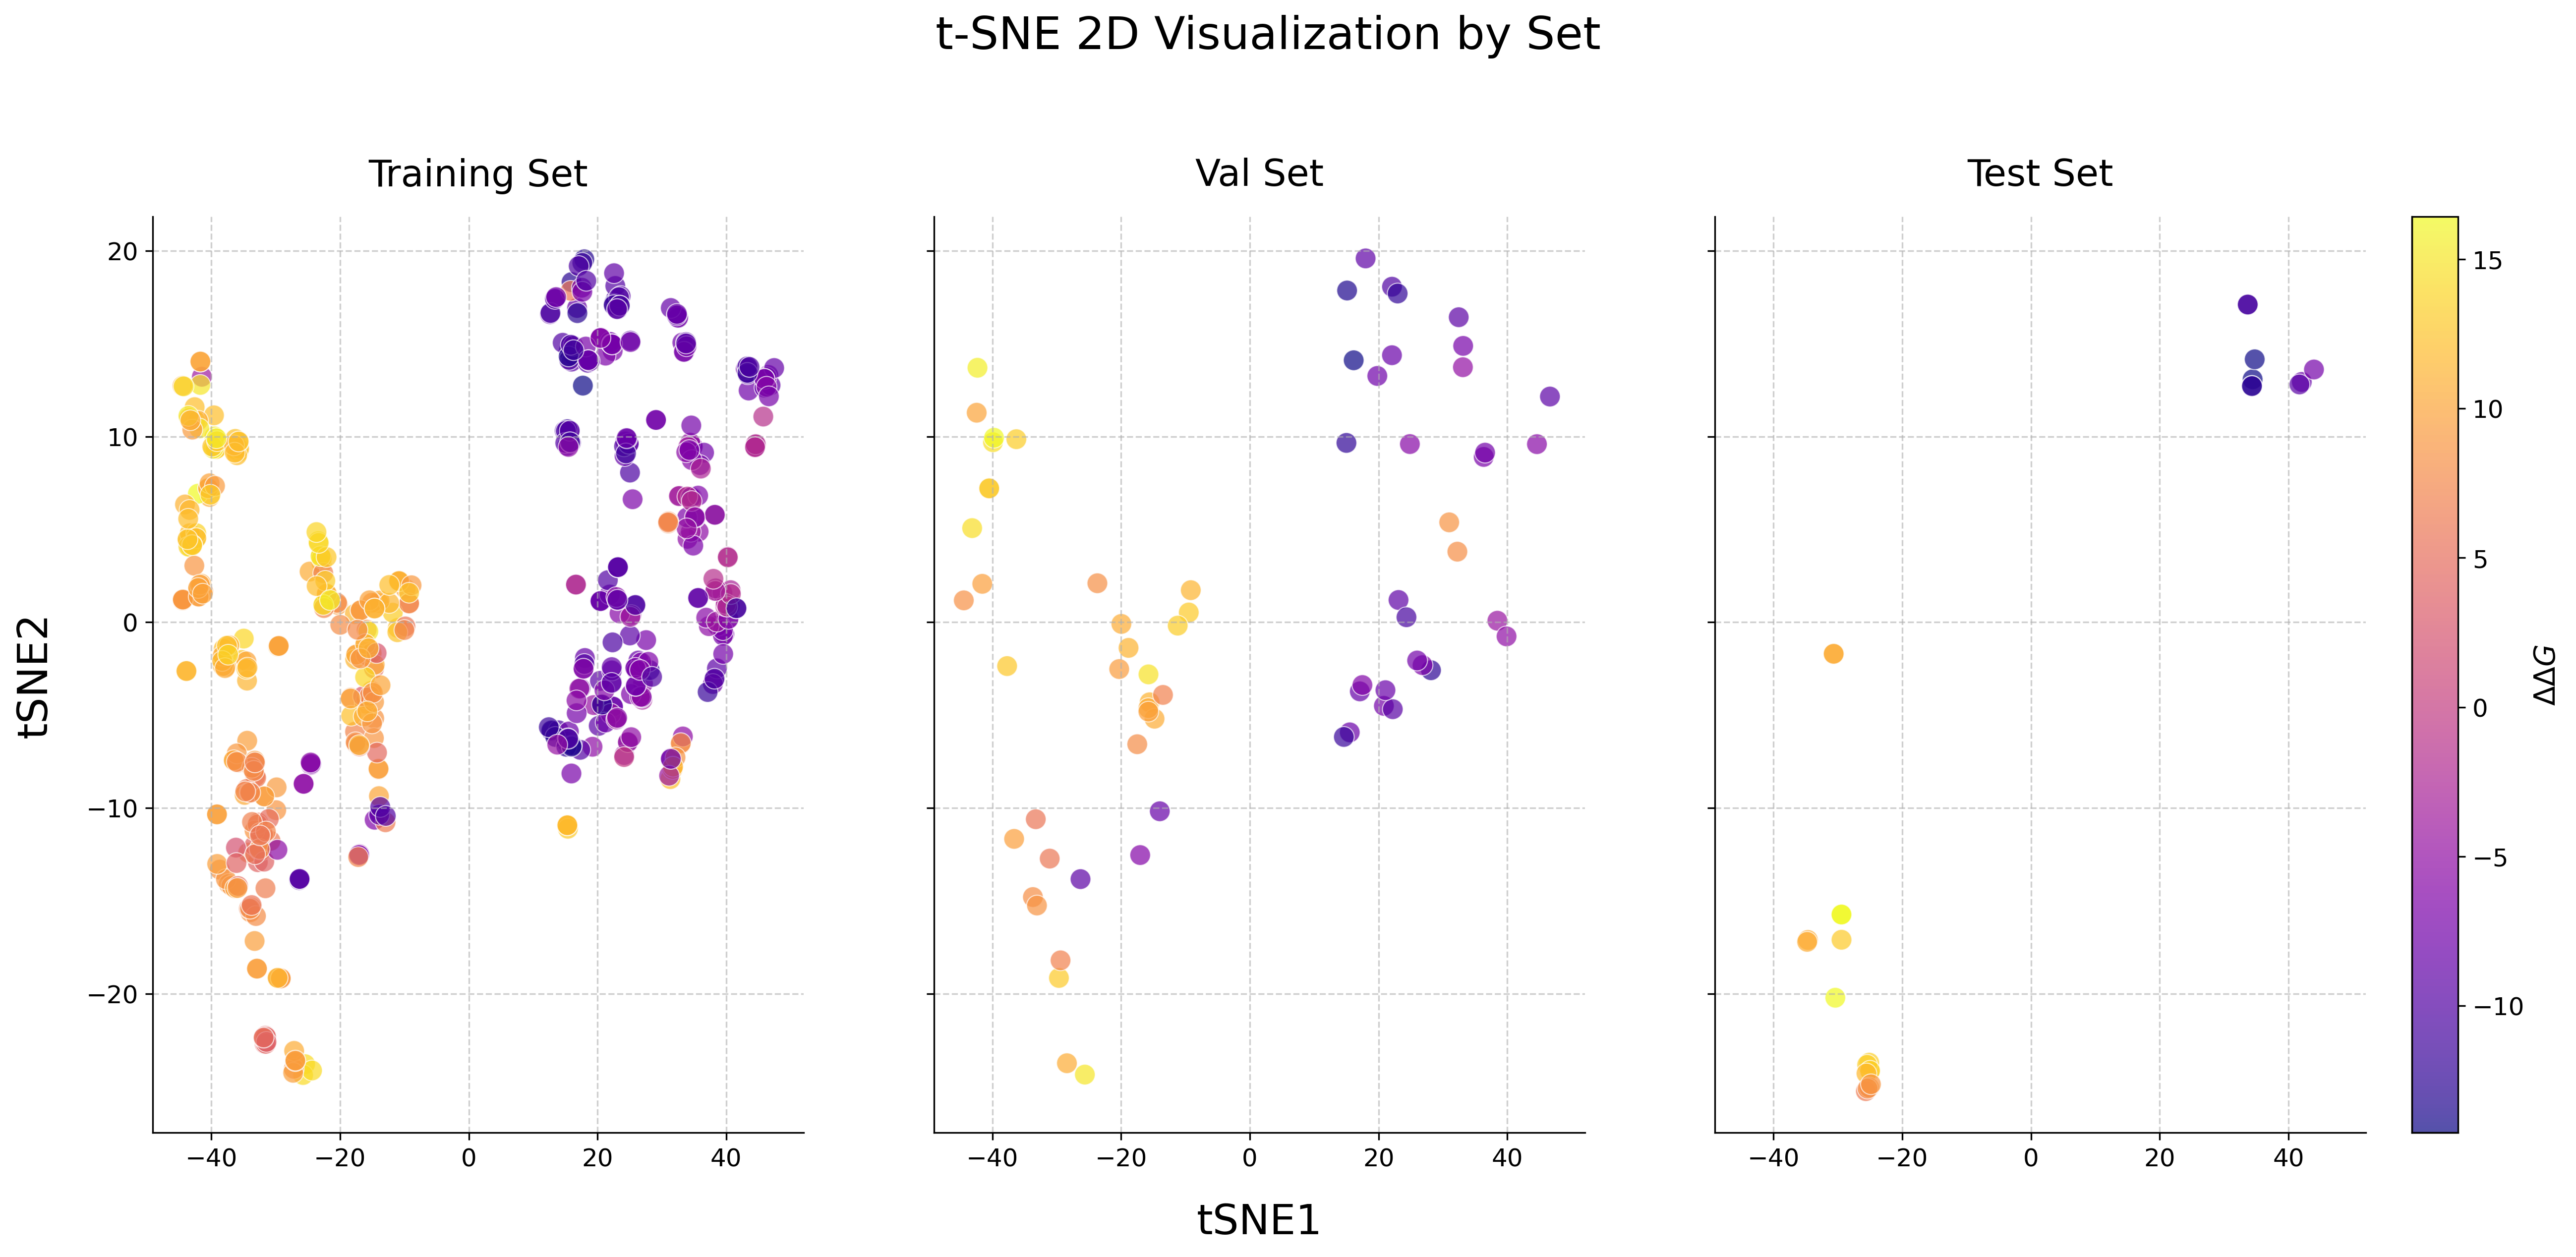 t-SNE 2D Visualization by Set
Training Set
Val Set
Test Set
20
10
0
−10
−20
−40 −20 0 20 40
−40 −20 0 20 40
−40 −20 0 20 40
tSNE2
tSNE1
15
10
5
0
−5
−10
ΔΔG